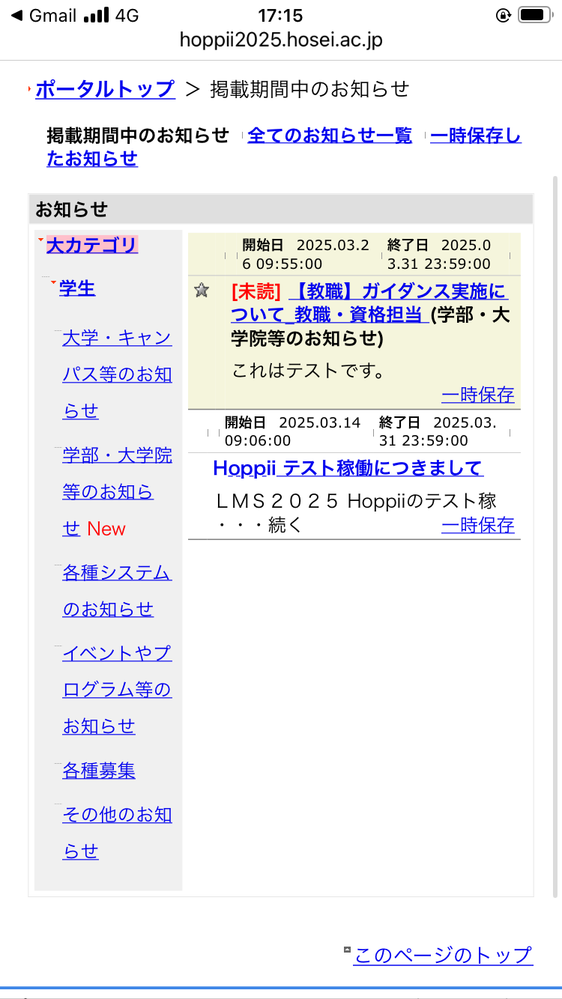 ◀ Gmail 4G 17:15
hoppii2025.hosei.ac.jp
ポータルトップ ＞ 掲載期間中のお知らせ
掲載期間中のお知らせ 全てのお知らせ一覧 一時保存し
たお知らせ
お知らせ
大カテゴリ
学生
大学・キャン
パス等のお知
らせ
学部・大学院
等のお知ら
せ New
各種システム
のお知らせ
イベントやプ
ログラム等の
お知らせ
各種募集
その他のお知
らせ
開始日 2025.03.2
6 09:55:00
終了日 2025.0
3.31 23:59:00
[未読] 【教職】ガイダンス実施に
ついて_教職・資格担当 (学部・大
学院等のお知らせ)
これはテストです。
一時保存
開始日 2025.03.14
09:06:00
終了日 2025.03.
31 23:59:00
Hoppii テスト稼働につきまして
ＬＭＳ２０２５ Hoppiiのテスト稼
・・・続く
一時保存
このページのトップ